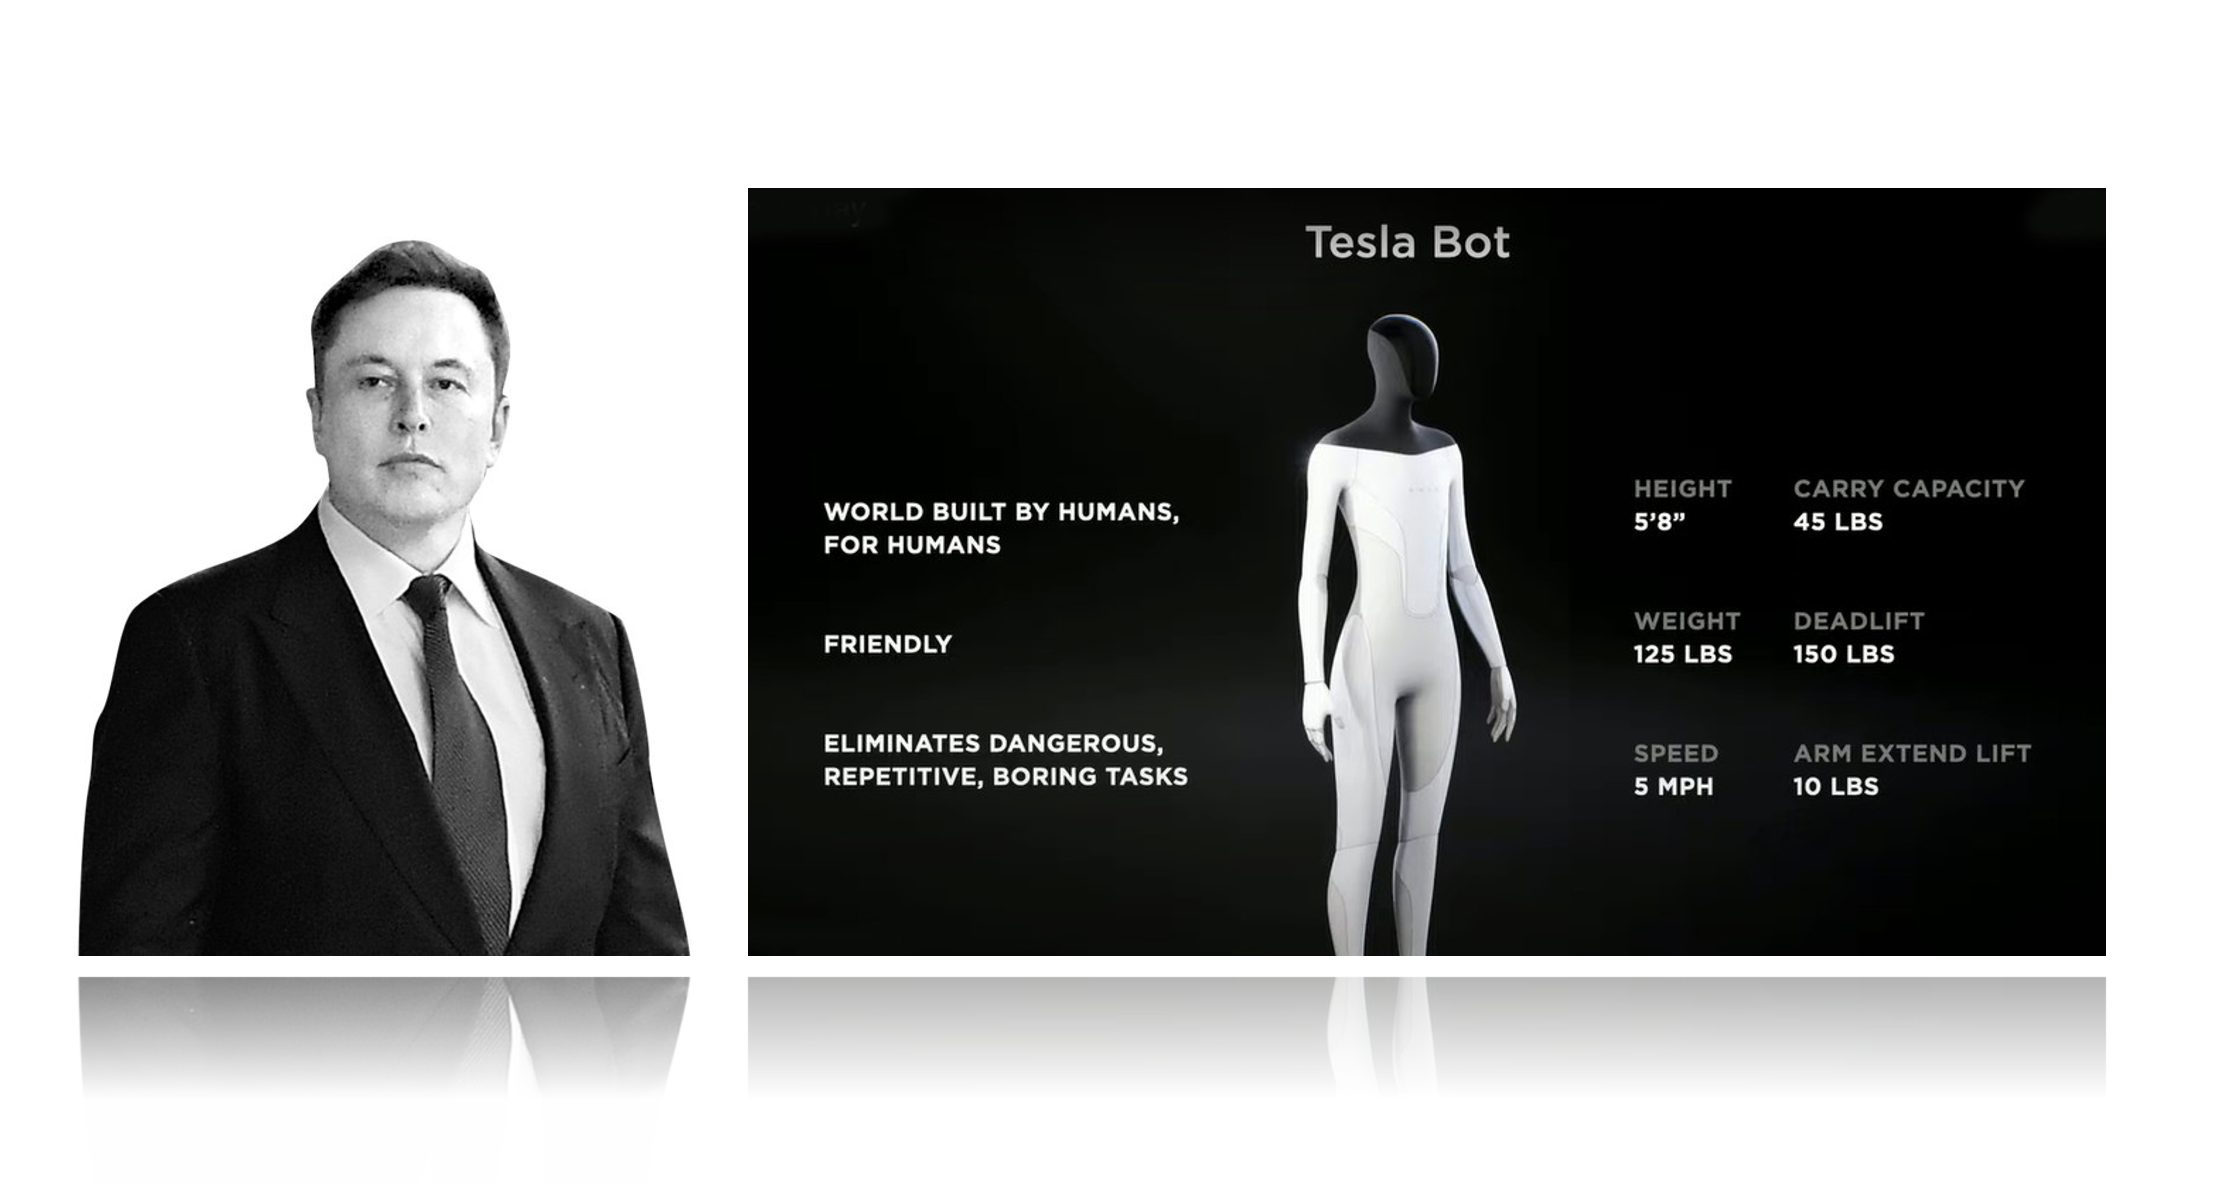 Tesla Bot
WORLD BUILT BY HUMANS,
FOR HUMANS
FRIENDLY
ELIMINATES DANGEROUS,
REPETITIVE, BORING TASKS
HEIGHT
5’8”
CARRY CAPACITY
45 LBS
WEIGHT
125 LBS
DEADLIFT
150 LBS
SPEED
5 MPH
ARM EXTEND LIFT
10 LBS